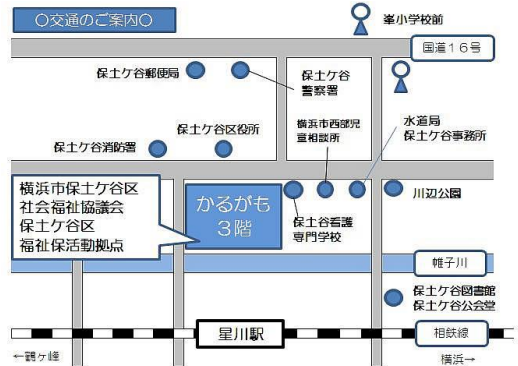 〇交通のご案内〇
峯小学校前
国道16号
保土ケ谷郵便局
保土ケ谷
警察署
横浜市西部児
童相談所
水道局
保土ケ谷事務所
保土ケ谷区役所
保土ケ谷消防署
横浜市保土ケ谷区
社会福祉協議会
保土ケ谷区
福祉保活動拠点
かるがも
3階
保土谷看護
専門学校
川辺公園
帷子川
保土ケ谷図書館
保土ケ谷公会堂
星川駅
相鉄線
←鶴ヶ峰
横浜→